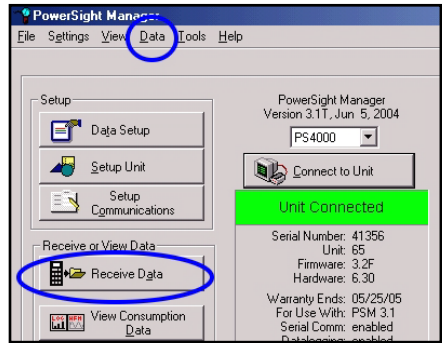 PowerSight Manager
File Settings View Data Tools Help
Setup
Data Setup
Setup Unit
Setup
Communications
Receive or View Data
Receive Data
View Consumption
Data
PowerSight Manager
Version 3.1T, Jun 5, 2004
PS4000
Connect to Unit
Unit Connected
Serial Number: 41356
Unit: 65
Firmware: 3.2F
Hardware: 6.30
Warranty Ends: 05/25/05
For Use With: PSM 3.1
Serial Comm: enabled
Datalogging: enabled